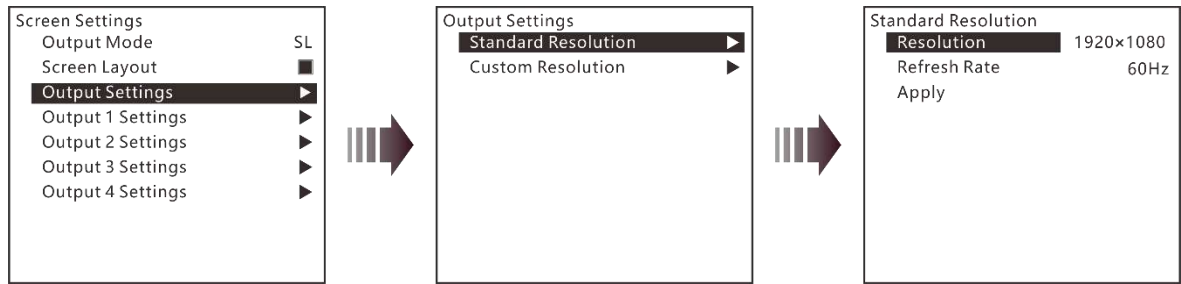 Screen Settings
Output Mode SL
Screen Layout
Output Settings
Output 1 Settings
Output 2 Settings
Output 3 Settings
Output 4 Settings
Output Settings
Standard Resolution
Custom Resolution
Standard Resolution
Resolution 1920×1080
Refresh Rate 60Hz
Apply